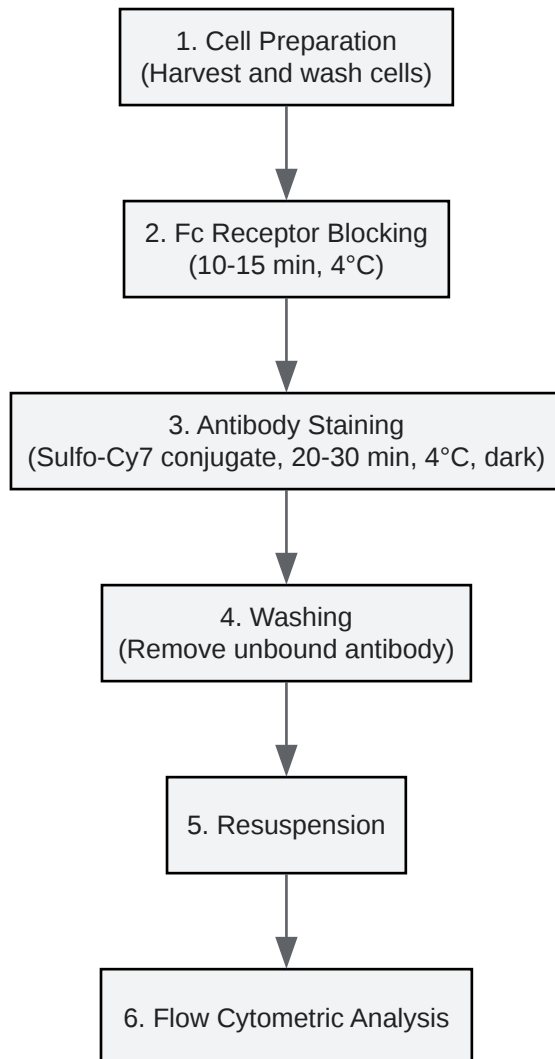 1. Cell Preparation
(Harvest and wash cells)
2. Fc Receptor Blocking
(10-15 min, 4°C)
3. Antibody Staining
(Sulfo-Cy7 conjugate, 20-30 min, 4°C, dark)
4. Washing
(Remove unbound antibody)
5. Resuspension
6. Flow Cytometric Analysis